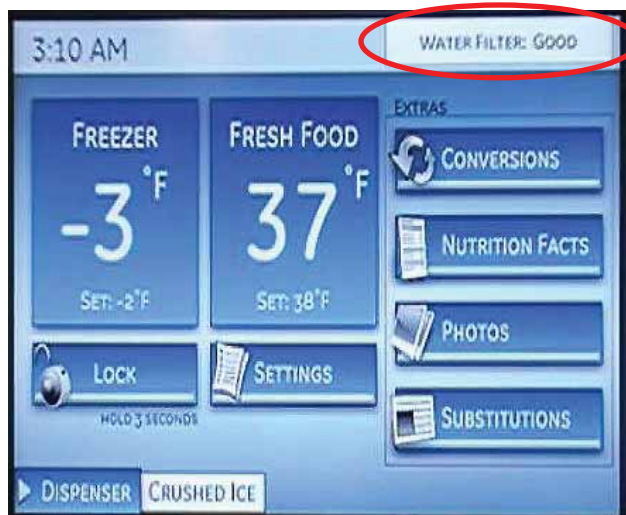 3:10 AM
WATER FILTER: GOOD
FREEZER
-3°F
SET: -2°F
FRESH FOOD
37°F
SET: 38°F
EXTRAS
CONVERSIONS
NUTRITION FACTS
PHOTOS
SUBSTITUTIONS
LOCK
HOLD 3 SECONDS
SETTINGS
DISPENSER
CRUSHED ICE